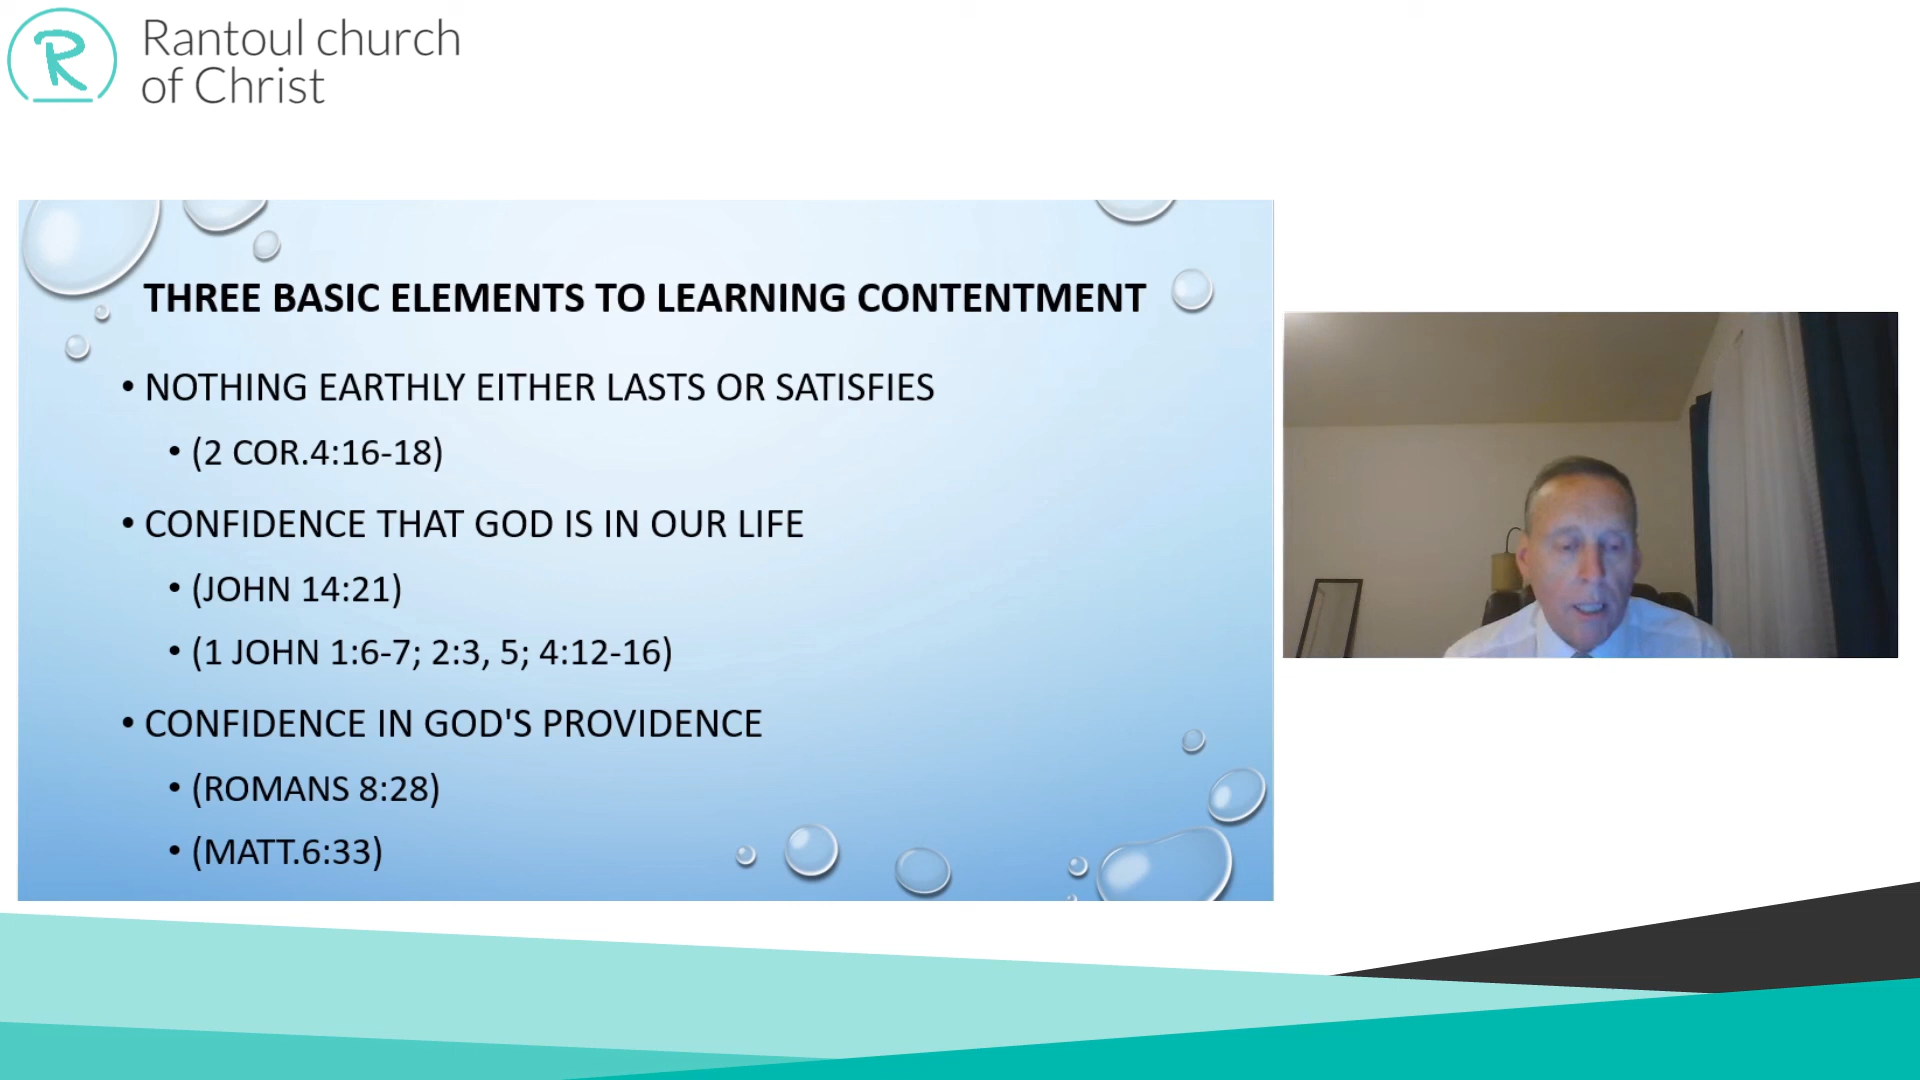 Rantoul church
of Christ
THREE BASIC ELEMENTS TO LEARNING CONTENTMENT
• NOTHING EARTHLY EITHER LASTS OR SATISFIES
• (2 COR.4:16-18)
• CONFIDENCE THAT GOD IS IN OUR LIFE
• (JOHN 14:21)
• (1 JOHN 1:6-7; 2:3, 5; 4:12-16)
• CONFIDENCE IN GOD'S PROVIDENCE
• (ROMANS 8:28)
• (MATT.6:33)